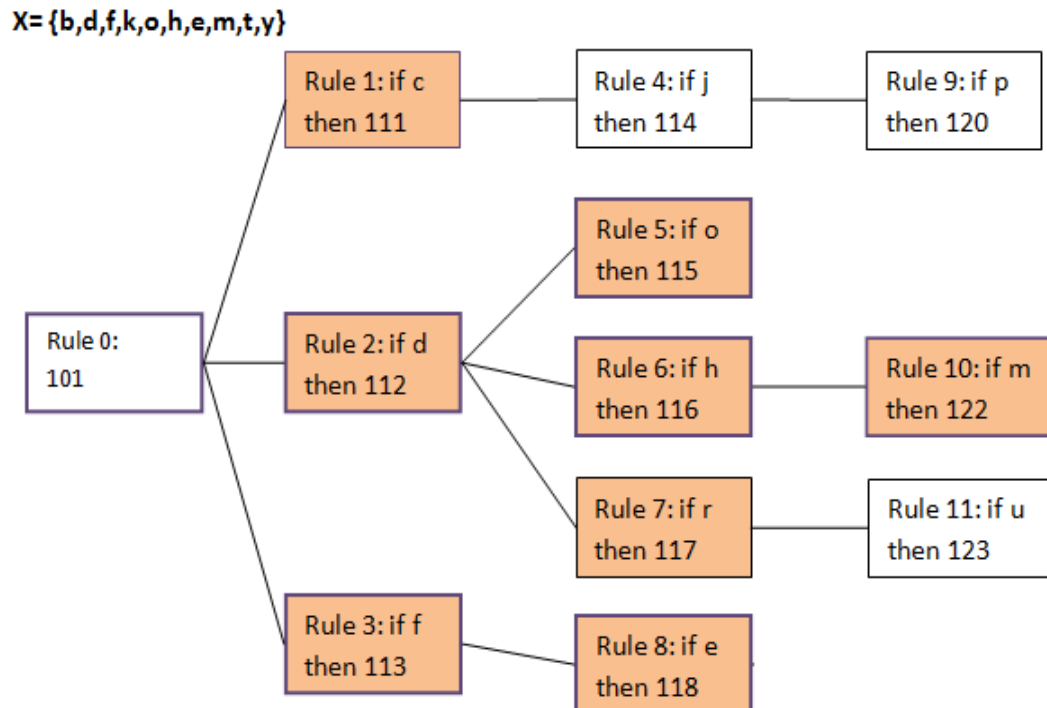 X= {b,d,f,k,o,h,e,m,t,y}
Rule 1: if c
then 111
Rule 4: if j
then 114
Rule 9: if p
then 120
Rule 5: if o
then 115
Rule 0:
101
Rule 2: if d
then 112
Rule 6: if h
then 116
Rule 10: if m
then 122
Rule 7: if r
then 117
Rule 11: if u
then 123
Rule 3: if f
then 113
Rule 8: if e
then 118